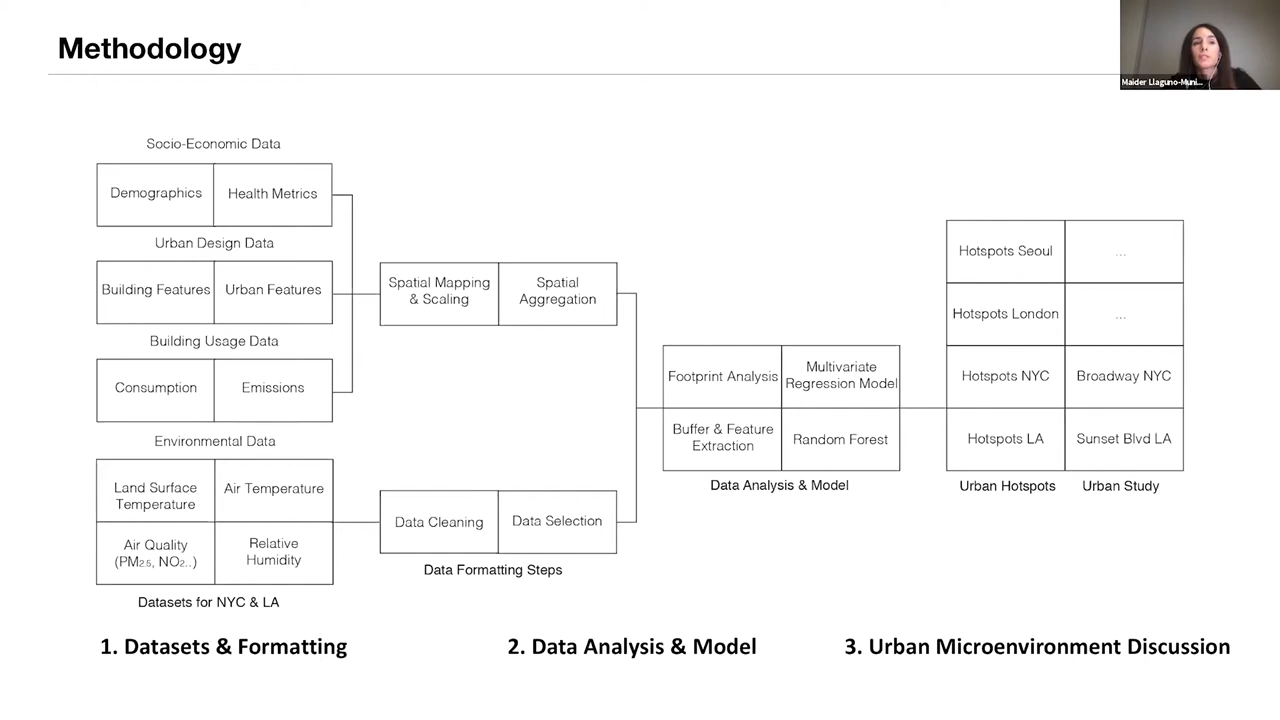 Methodology
Maider Llaguno-Muni...
Socio-Economic Data
Demographics
Health Metrics
Urban Design Data
Building Features
Urban Features
Building Usage Data
Consumption
Emissions
Environmental Data
Land Surface
Temperature
Air Temperature
Air Quality
(PM2.5, NO2..)
Relative
Humidity
Datasets for NYC & LA
Spatial Mapping
& Scaling
Spatial
Aggregation
Data Cleaning
Data Selection
Data Formatting Steps
Footprint Analysis
Multivariate
Regression Model
Buffer & Feature
Extraction
Random Forest
Data Analysis & Model
Hotspots Seoul
...
Hotspots London
...
Hotspots NYC
Broadway NYC
Hotspots LA
Sunset Blvd LA
Urban Hotspots
Urban Study
1. Datasets & Formatting
2. Data Analysis & Model
3. Urban Microenvironment Discussion